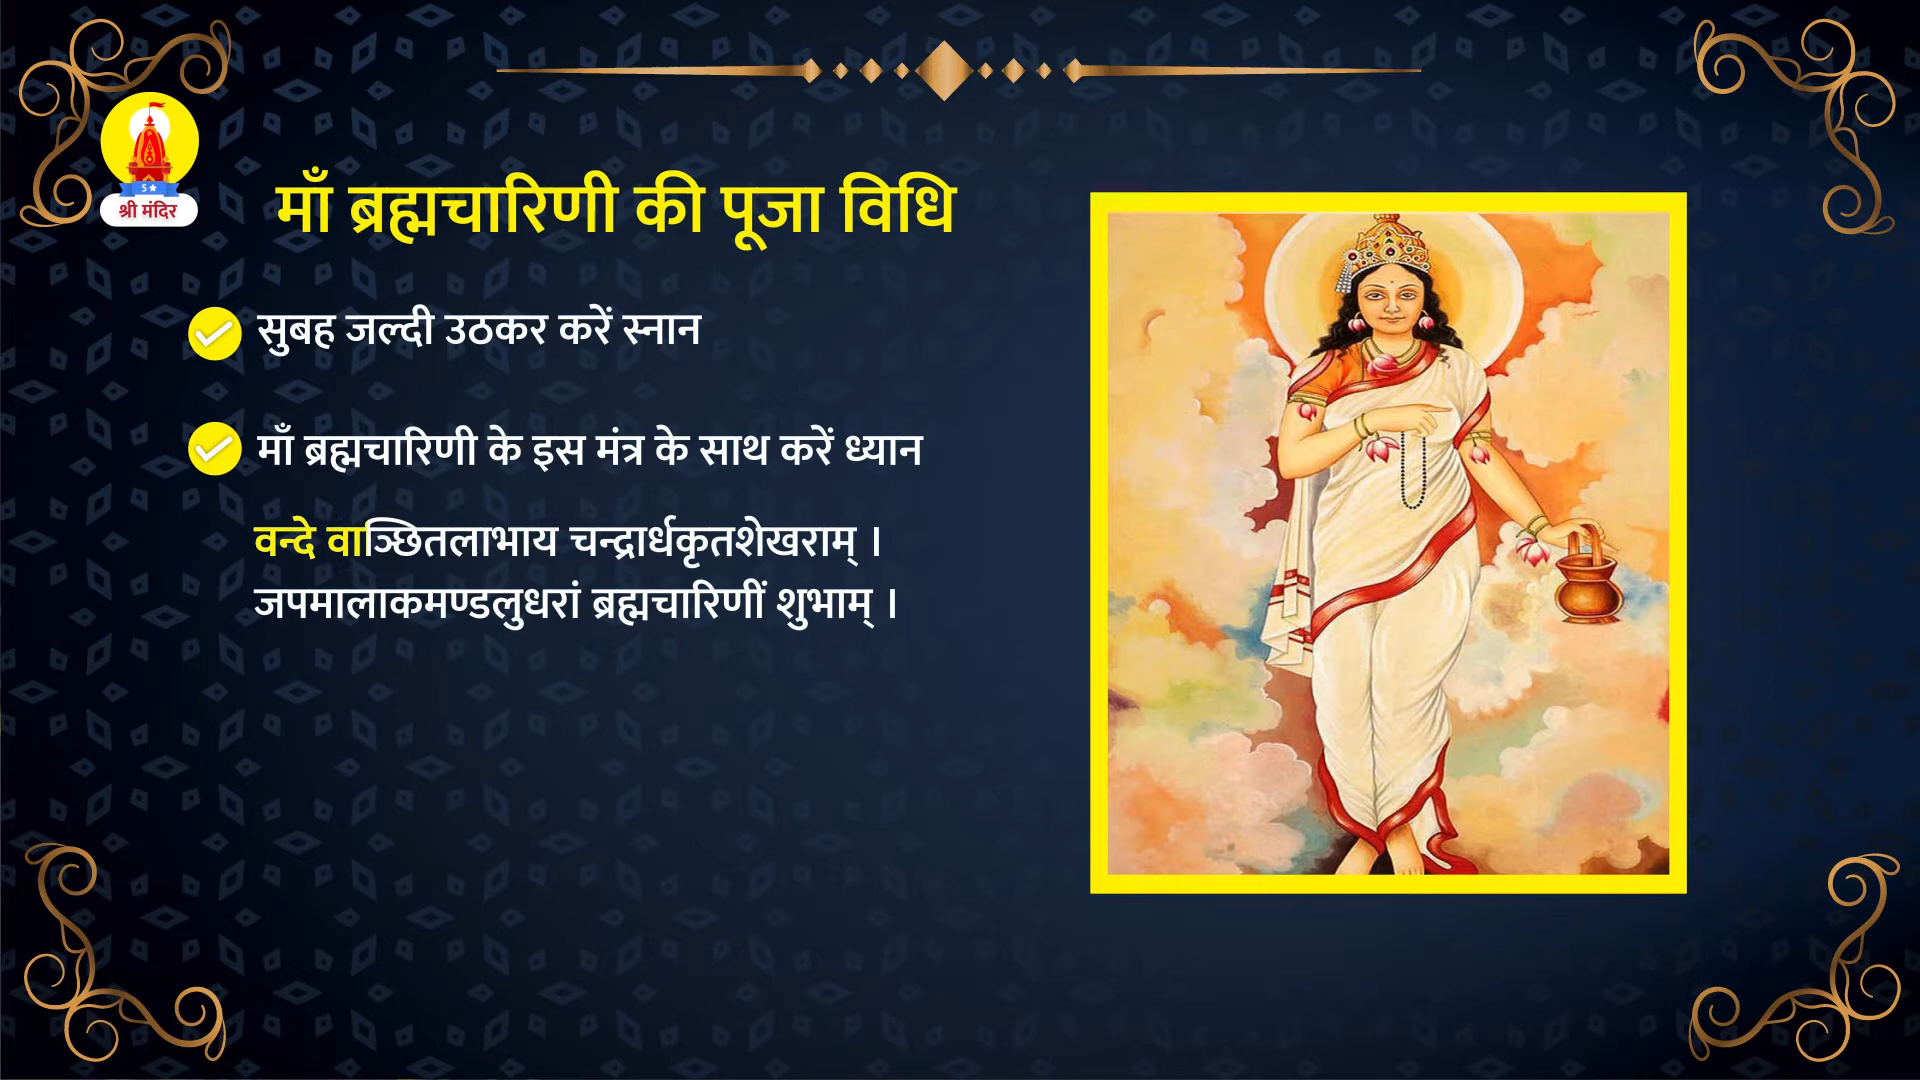 5★
श्री मंदिर
माँ ब्रह्मचारिणी की पूजा विधि
सुबह जल्दी उठकर करें स्नान
माँ ब्रह्मचारिणी के इस मंत्र के साथ करें ध्यान
वन्दे वाञ्छितलाभाय चन्द्रार्धकृतशेखराम् ।
जपमालाकमण्डलुधरां ब्रह्मचारिणीं शुभाम् ।